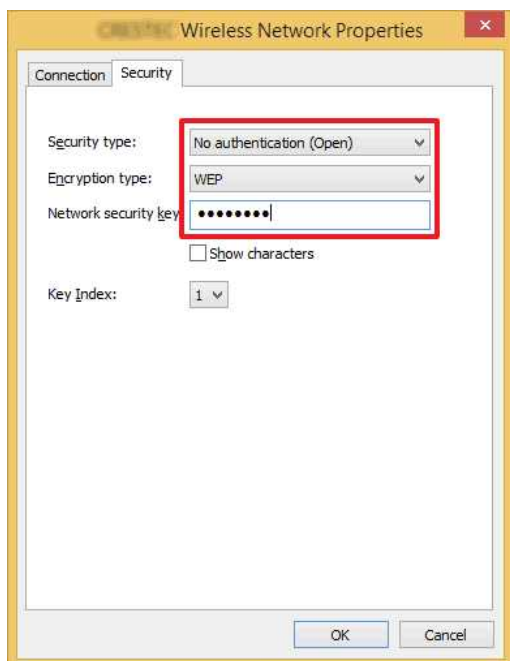 Wireless Network Properties
Connection Security
Security type: No authentication (Open)
Encryption type: WEP
Network security key ●●●●●●●●
Show characters
Key Index: 1
OK Cancel